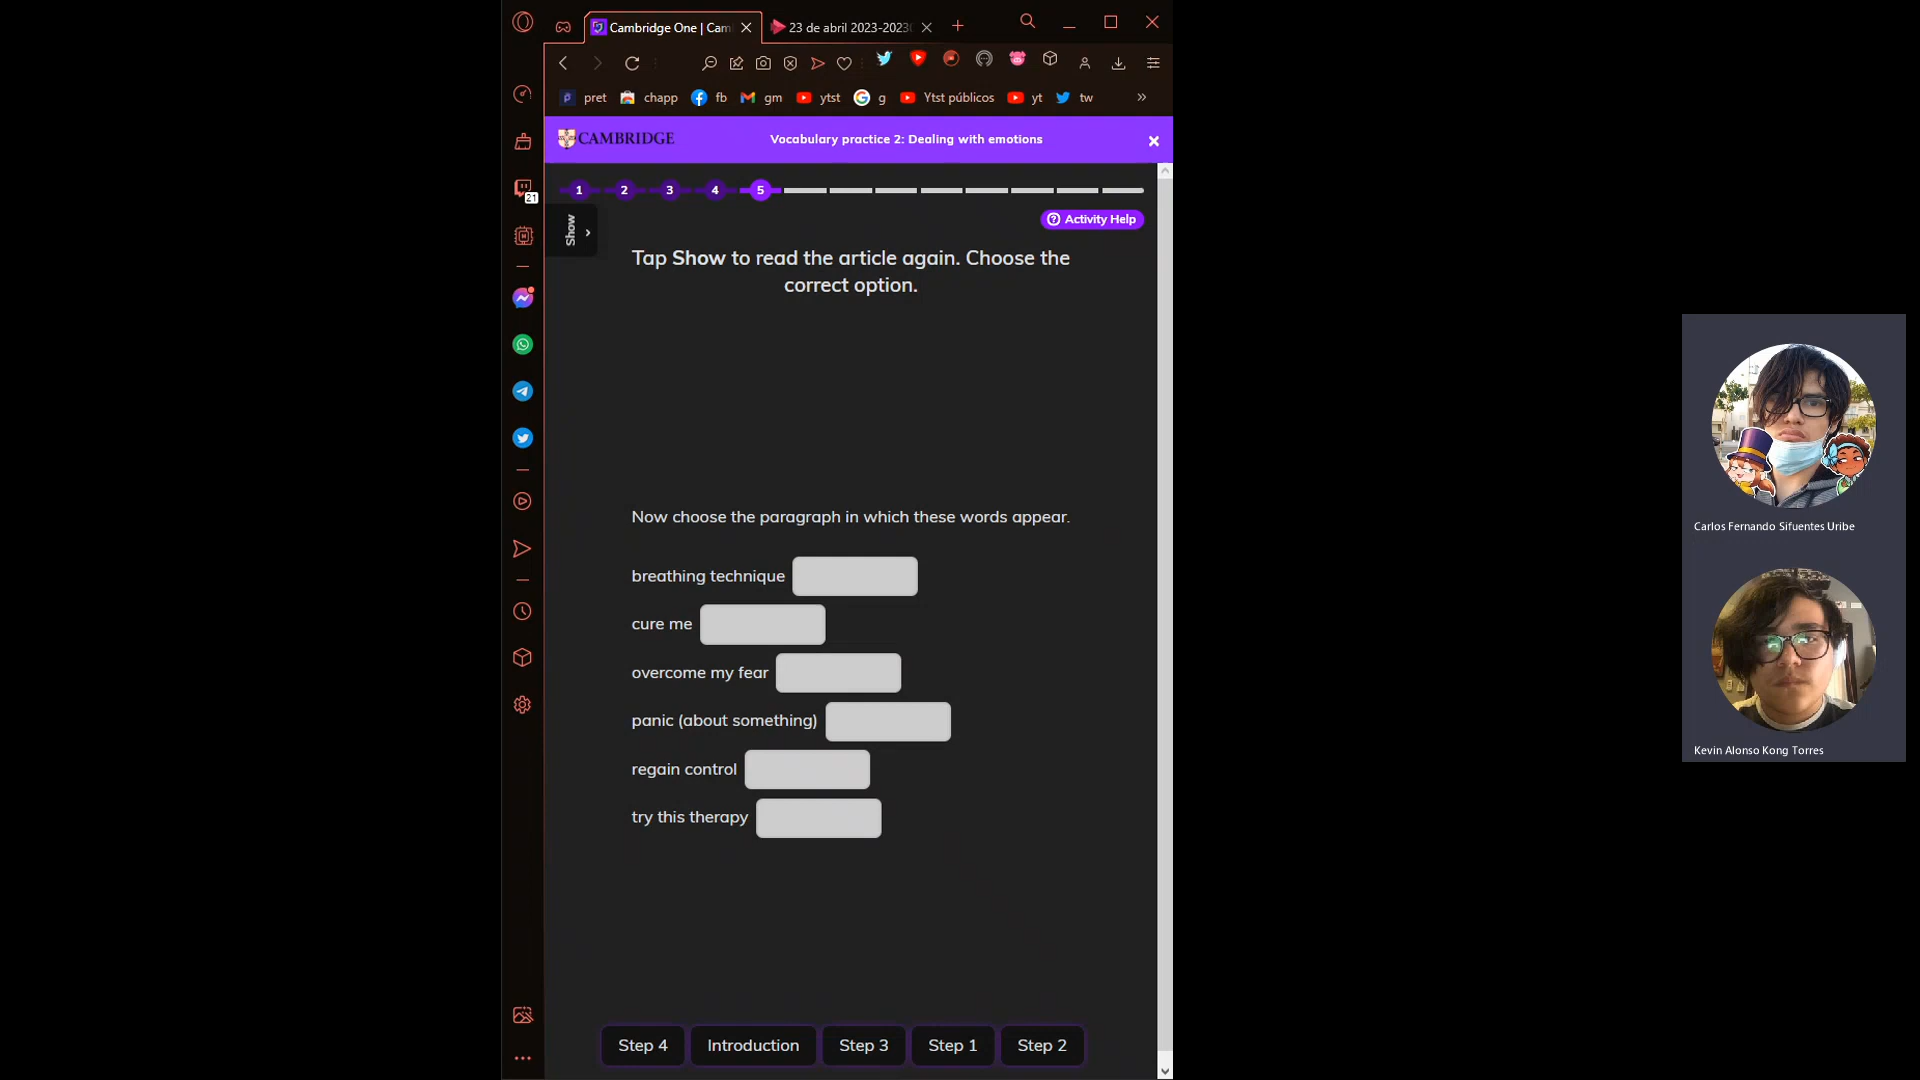 Cambridge One | Cam
23 de abril 2023-2023
pret
chapp
fb
gm
ytst
g
Ytst públicos
yt
tw
CAMBRIDGE
Vocabulary practice 2: Dealing with emotions
21
1 2 3 4 5
Show
Activity Help
Tap Show to read the article again. Choose the
correct option.
Now choose the paragraph in which these words appear.
breathing technique
cure me
overcome my fear
panic (about something)
regain control
try this therapy
Step 4
Introduction
Step 3
Step 1
Step 2
Carlos Fernando Sifuentes Uribe
Kevin Alonso Kong Torres